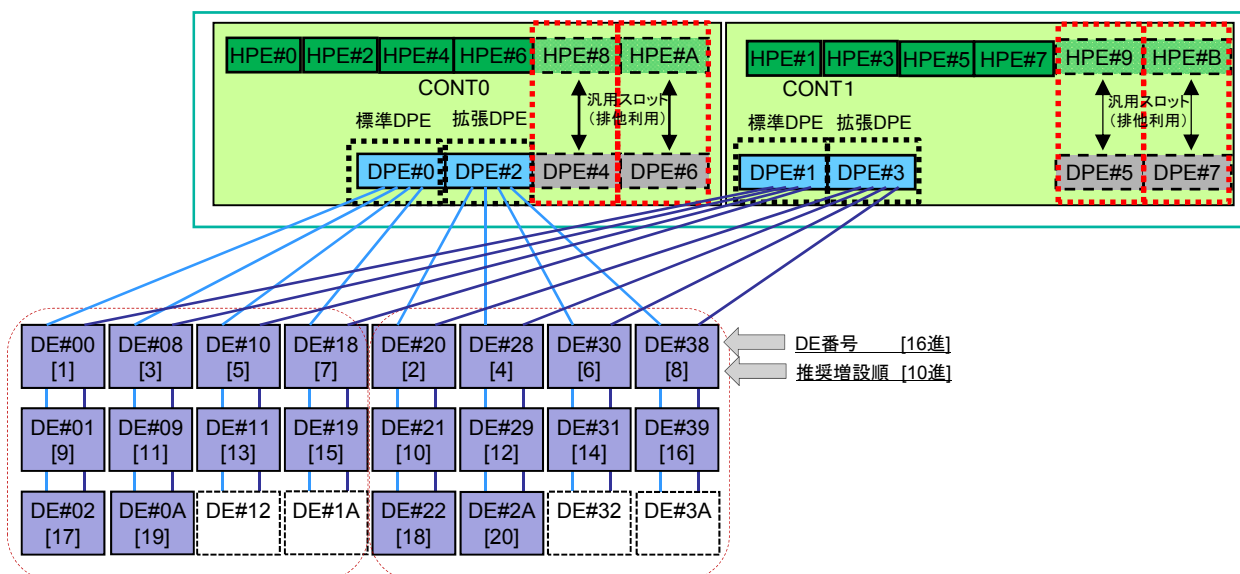 HPE#0 HPE#2 HPE#4 HPE#6 HPE#8 HPE#A
CONT0
汎用スロット
（排他利用）
標準DPE 拡張DPE
DPE#0 DPE#2 DPE#4 DPE#6
HPE#1 HPE#3 HPE#5 HPE#7 HPE#9 HPE#B
CONT1
汎用スロット
（排他利用）
標準DPE 拡張DPE
DPE#1 DPE#3 DPE#5 DPE#7
DE#00 DE#08 DE#10 DE#18 DE#20 DE#28 DE#30 DE#38
[1] [3] [5] [7] [2] [4] [6] [8]
DE番号 [16進]
推奨増設順 [10進]
DE#01 DE#09 DE#11 DE#19 DE#21 DE#29 DE#31 DE#39
[9] [11] [13] [15] [10] [12] [14] [16]
DE#02 DE#0A DE#12 DE#1A DE#22 DE#2A DE#32 DE#3A
[17] [19] [18] [20]